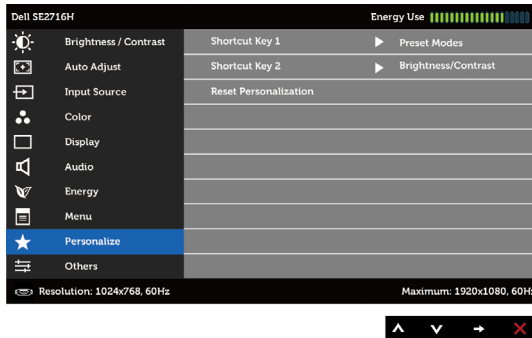 Dell SE2716H Energy Use
Brightness / Contrast Shortcut Key 1 Preset Modes
Auto Adjust Shortcut Key 2 Brightness/Contrast
Input Source Reset Personalization
Color
Display
Audio
Energy
Menu
Personalize
Others
Resolution: 1024x768, 60Hz Maximum: 1920x1080, 60Hz